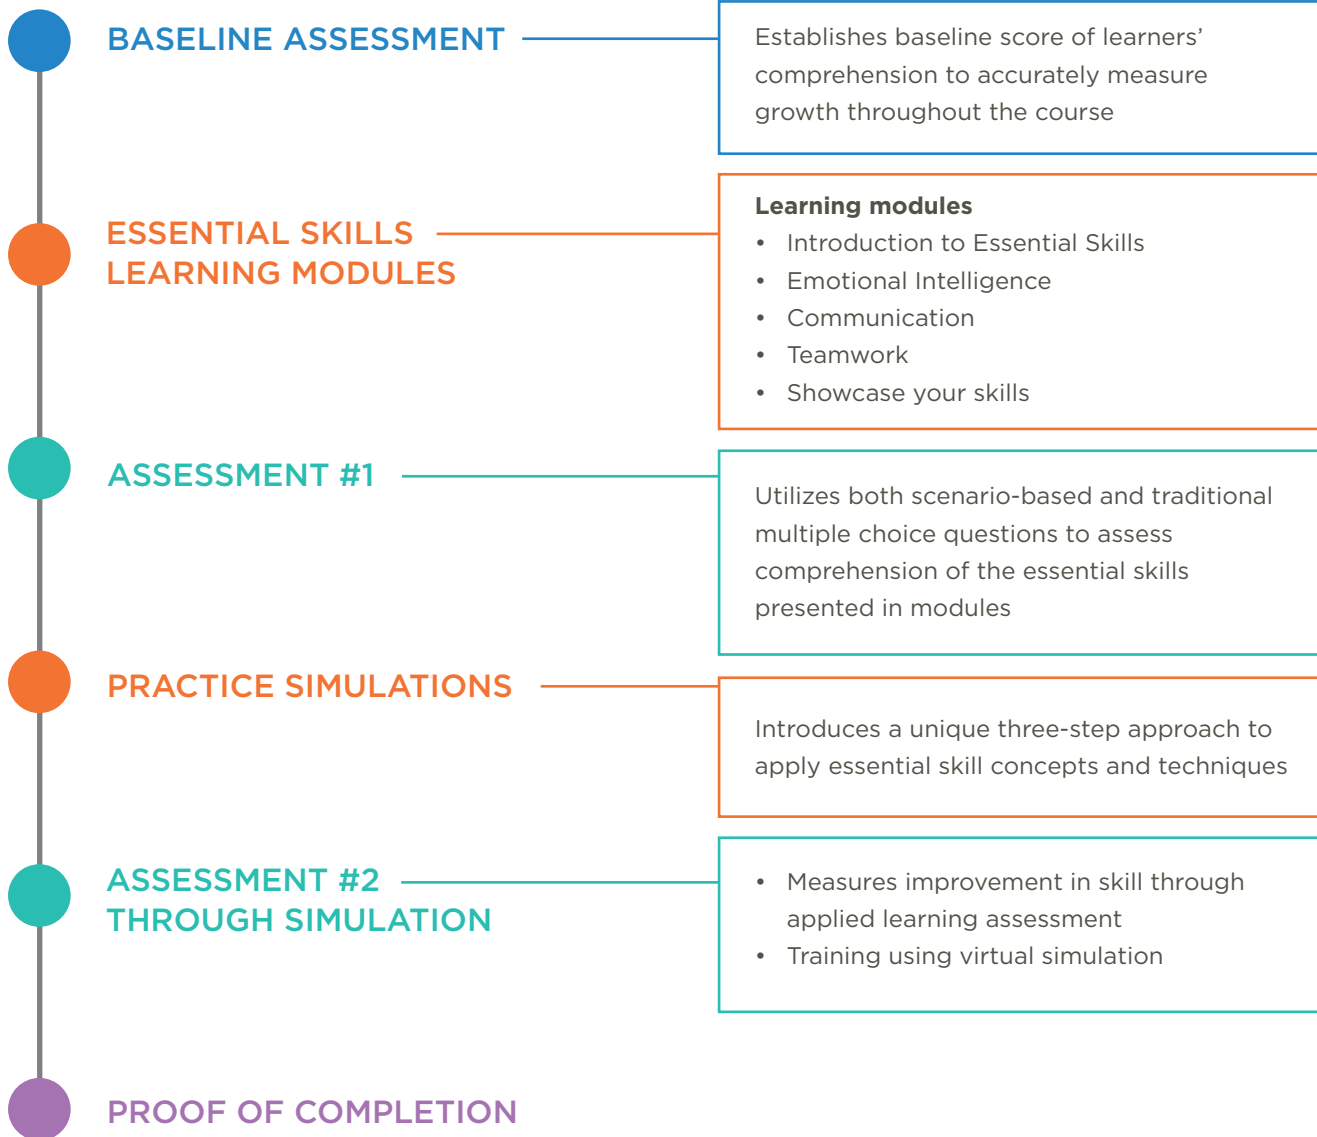 BASELINE ASSESSMENT
Establishes baseline score of learners’
comprehension to accurately measure
growth throughout the course
ESSENTIAL SKILLS
LEARNING MODULES
Learning modules
• Introduction to Essential Skills
• Emotional Intelligence
• Communication
• Teamwork
• Showcase your skills
ASSESSMENT #1
Utilizes both scenario-based and traditional
multiple choice questions to assess
comprehension of the essential skills
presented in modules
PRACTICE SIMULATIONS
Introduces a unique three-step approach to
apply essential skill concepts and techniques
ASSESSMENT #2
THROUGH SIMULATION
• Measures improvement in skill through
applied learning assessment
• Training using virtual simulation
PROOF OF COMPLETION